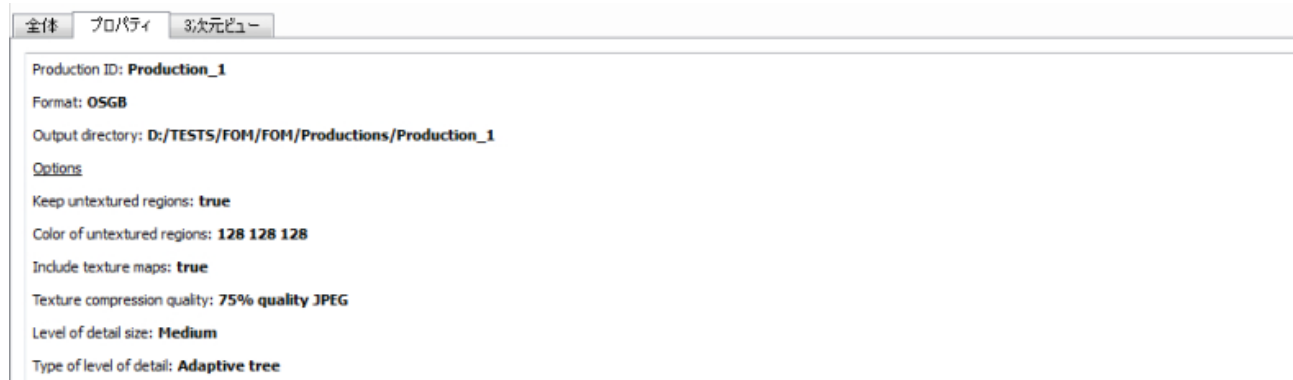 全体 プロパティ 3次元ビュー
Production ID: Production_1
Format: OSGB
Output directory: D:/TESTS/FOM/FOM/Productions/Production_1
Options
Keep untextured regions: true
Color of untextured regions: 128 128 128
Include texture maps: true
Texture compression quality: 75% quality JPEG
Level of detail size: Medium
Type of level of detail: Adaptive tree